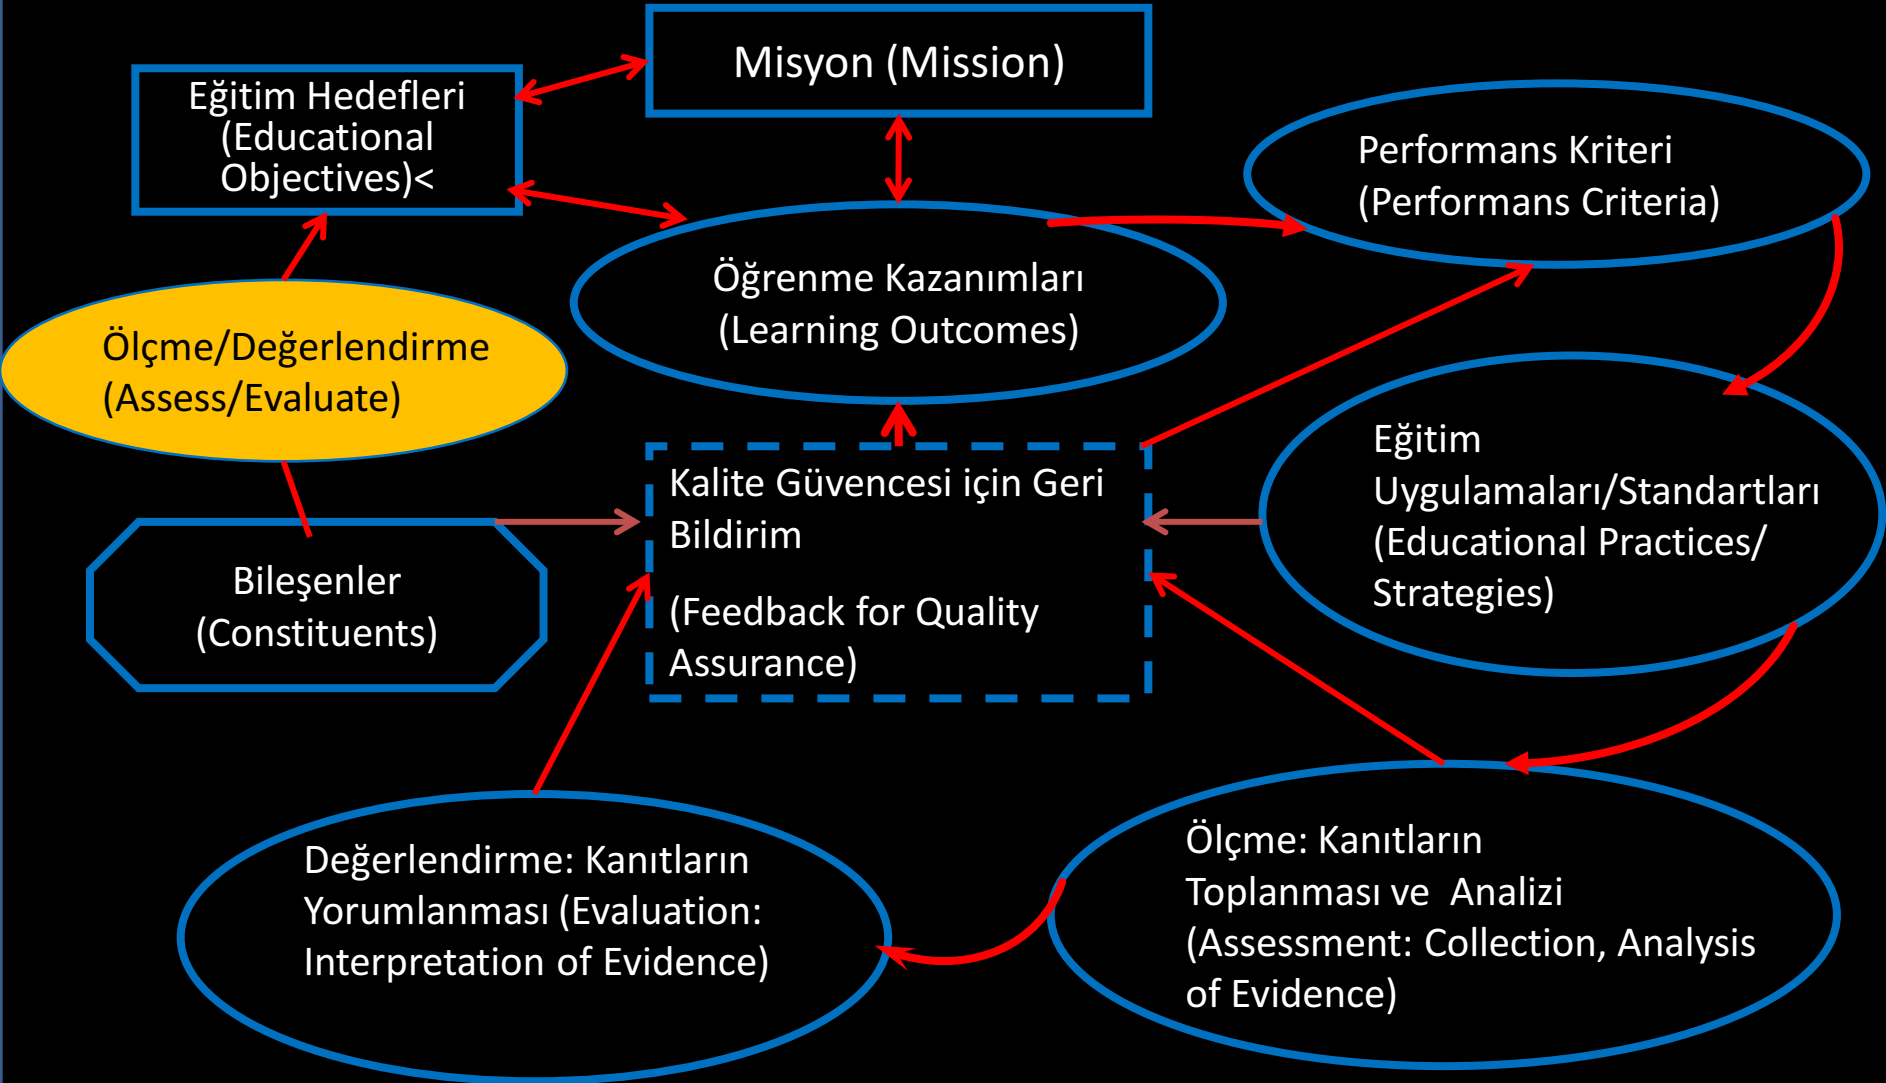 Misyon (Mission)
Eğitim Hedefleri
(Educational
Objectives)<
Performans Kriteri
(Performans Criteria)
Öğrenme Kazanımları
(Learning Outcomes)
Ölçme/Değerlendirme
(Assess/Evaluate)
Eğitim
Uygulamaları/Standartları
(Educational Practices/
Strategies)
Kalite Güvencesi için Geri
Bildirim
(Feedback for Quality
Assurance)
Bileşenler
(Constituents)
Değerlendirme: Kanıtların
Yorumlanması (Evaluation:
Interpretation of Evidence)
Ölçme: Kanıtların
Toplanması ve  Analizi
(Assessment: Collection, Analysis
of Evidence)